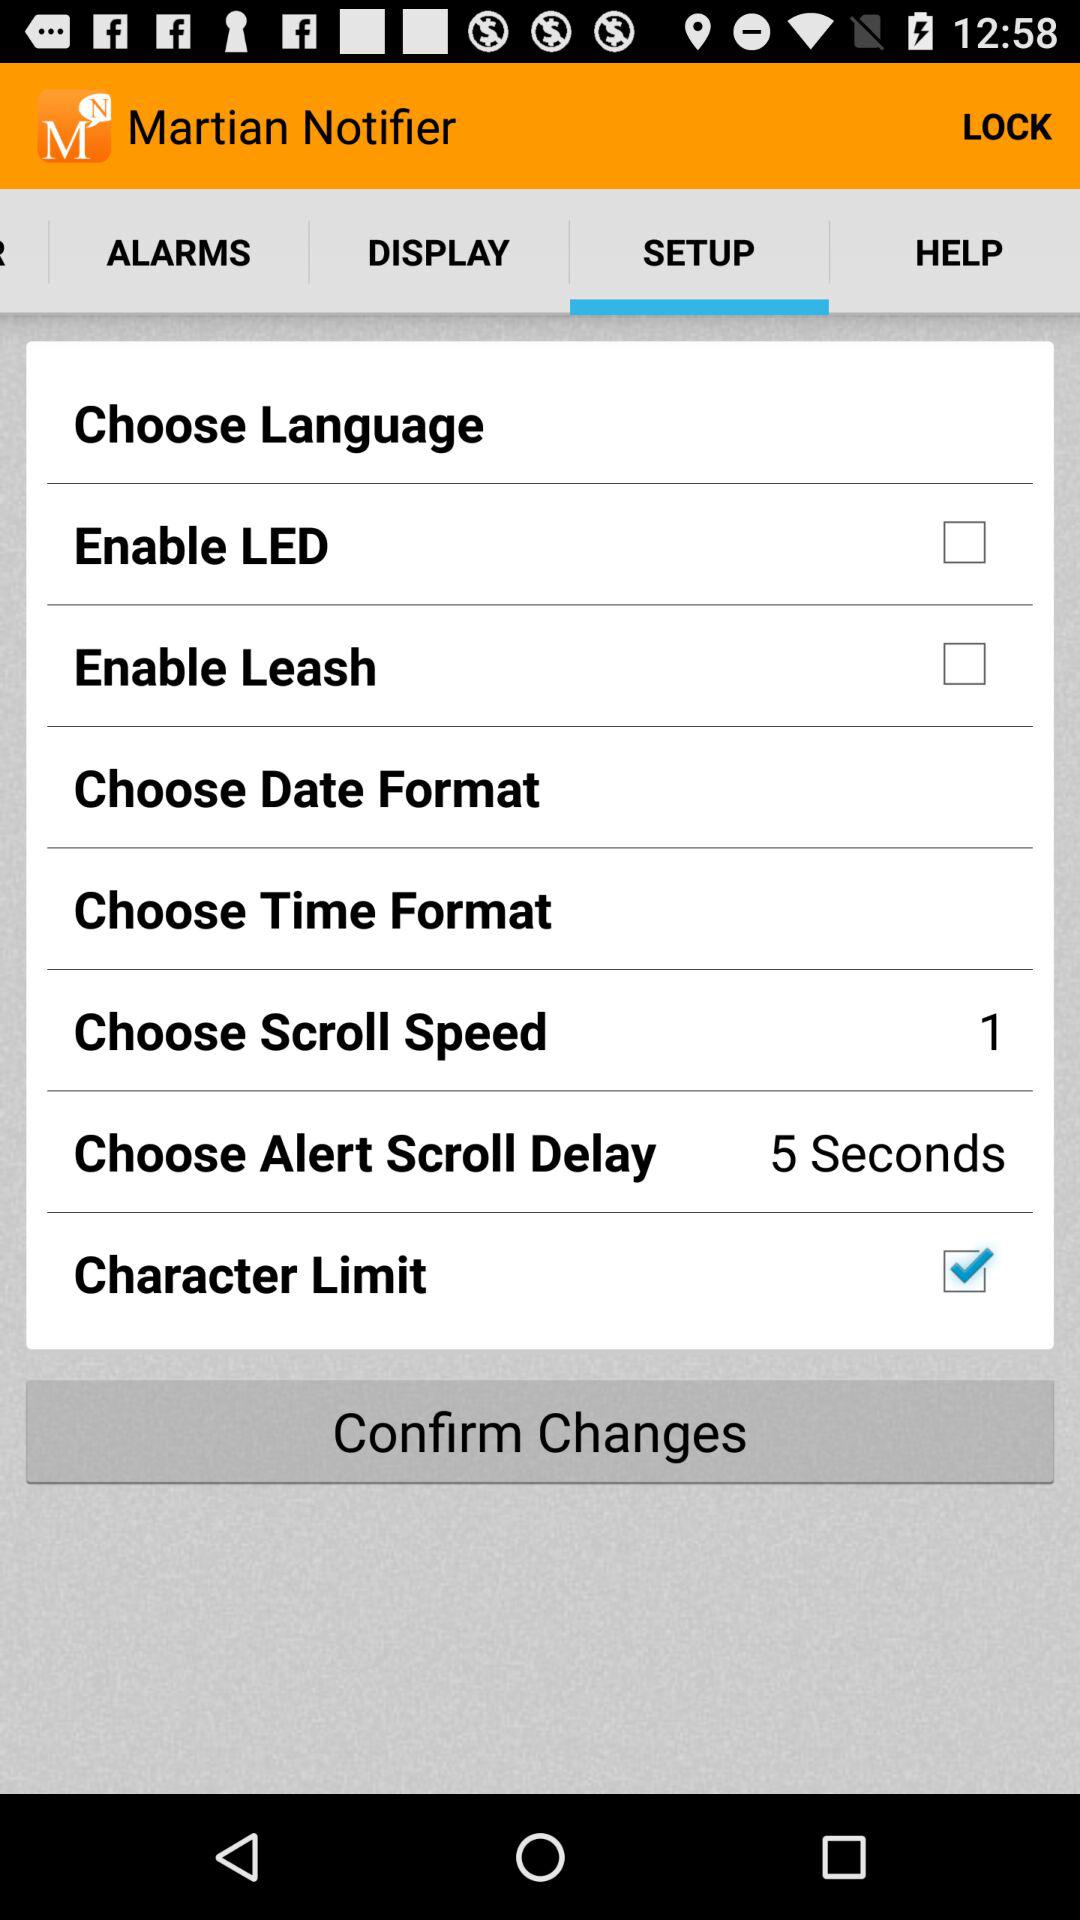 12:58
MN Martian Notifier LOCK
R ALARMS DISPLAY SETUP HELP
Choose Language
Enable LED
Enable Leash
Choose Date Format
Choose Time Format
Choose Scroll Speed 1
Choose Alert Scroll Delay 5 Seconds
Character Limit
Confirm Changes